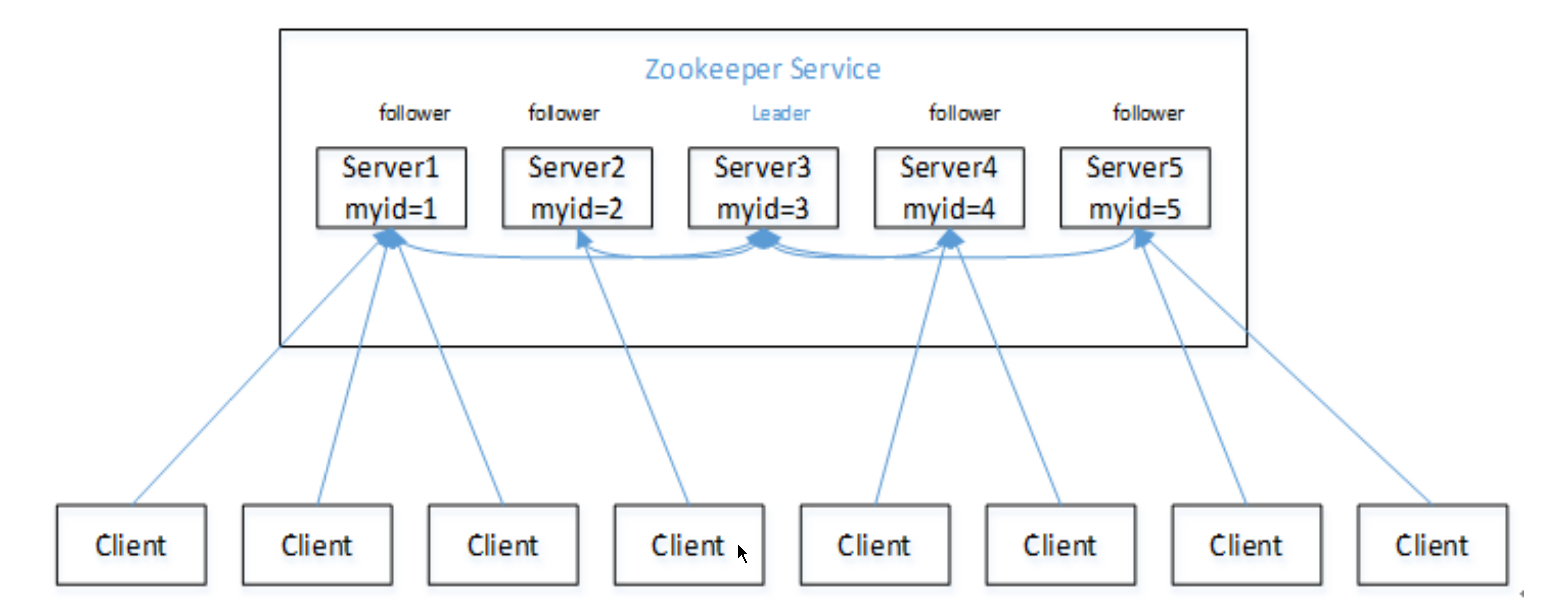 Zookeeper Service
follower follower Leader follower follower
Server1 Server2 Server3 Server4 Server5
myid=1 myid=2 myid=3 myid=4 myid=5
Client Client Client Client Client Client Client Client